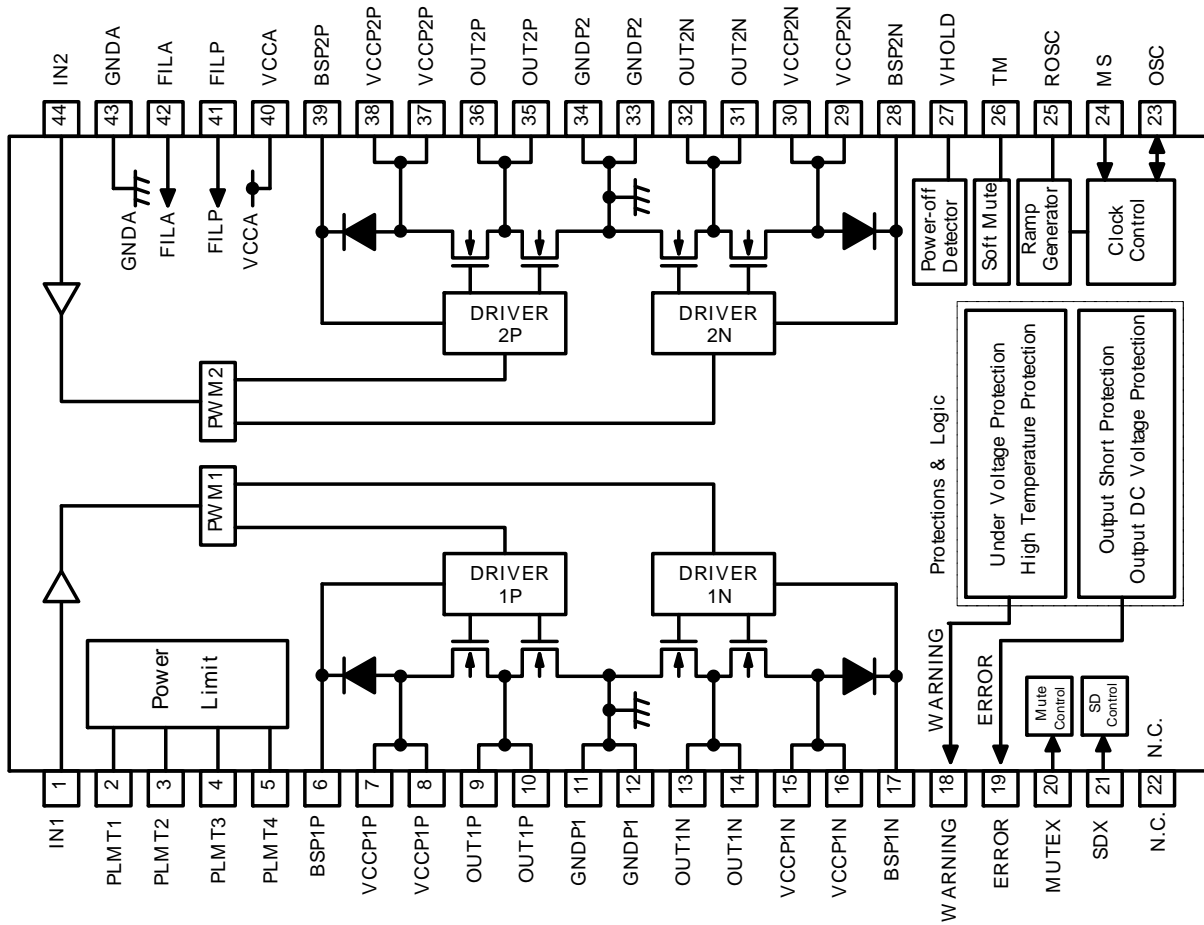 IN2
GNDA
FILA
FILP
VCCA
BSP2P
VCCP2P
VCCP2P
OUT2P
OUT2P
GNDP2
GNDP2
OUT2N
OUT2N
VCCP2N
VCCP2N
BSP2N
VHOLD
TM
ROSC
MS
OSC
44
43
42
41
40
39
38
37
36
35
34
33
32
31
30
29
28
27
26
25
24
23
GNDA
FILA
FILP
VCCA
Power-off
Detector
Soft Mute
Ramp
Generator
Clock
Control
DRIVER
2P
DRIVER
2N
PWM2
PWM1
Protections & Logic
Under Voltage Protection
High Temperature Protection
Output Short Protection
Output DC Voltage Protection
DRIVER
1P
DRIVER
1N
Power
Limit
WARNING
ERROR
Mute
Control
SD
Control
N.C.
1
2
3
4
5
6
7
8
9
10
11
12
13
14
15
16
17
18
19
20
21
22
IN1
PLMT1
PLMT2
PLMT3
PLMT4
BSP1P
VCCP1P
VCCP1P
OUT1P
OUT1P
GNDP1
GNDP1
OUT1N
OUT1N
VCCP1N
VCCP1N
BSP1N
WARNING
ERROR
MUTEX
SDX
N.C.